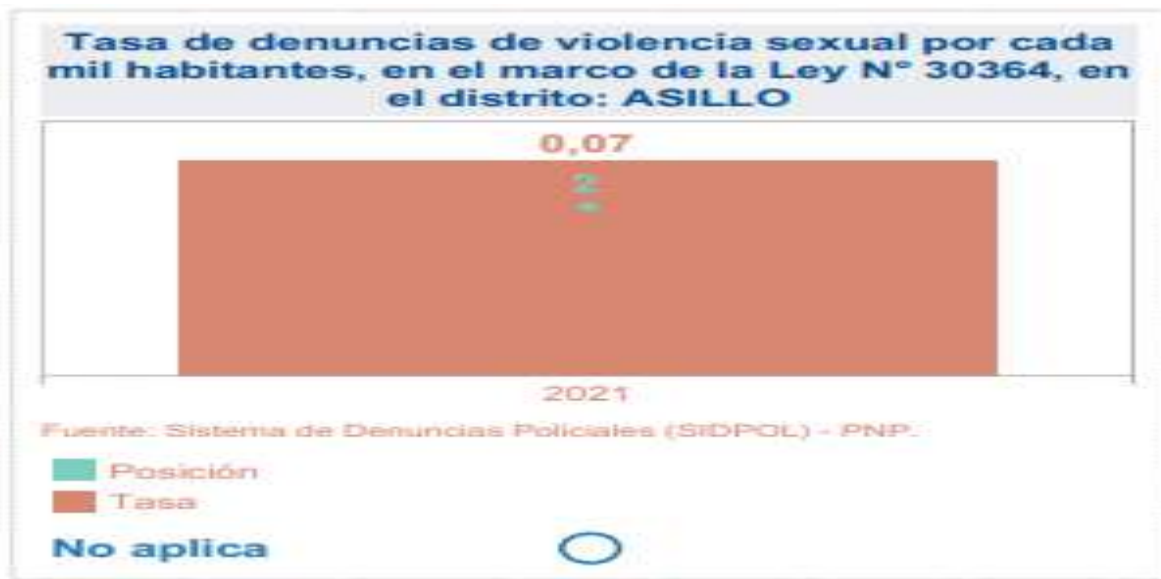 Tasa de denuncias de violencia sexual por cada
mil habitantes, en el marco de la Ley N° 30364, en
el distrito: ASILLO
0,07
2
2021
Fuente: Sistema de Denuncias Policiales (SIDPOL) - PNP.
Posición
Tasa
No aplica